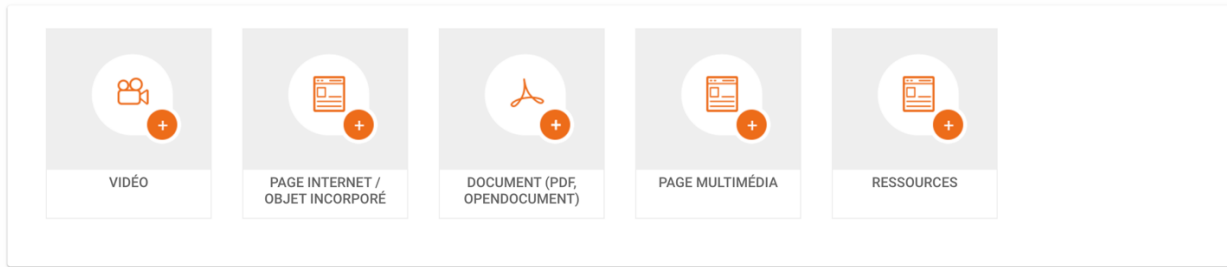 VIDÉO
PAGE INTERNET /
OBJET INCORPORÉ
DOCUMENT (PDF,
OPENDOCUMENT)
PAGE MULTIMÉDIA
RESSOURCES